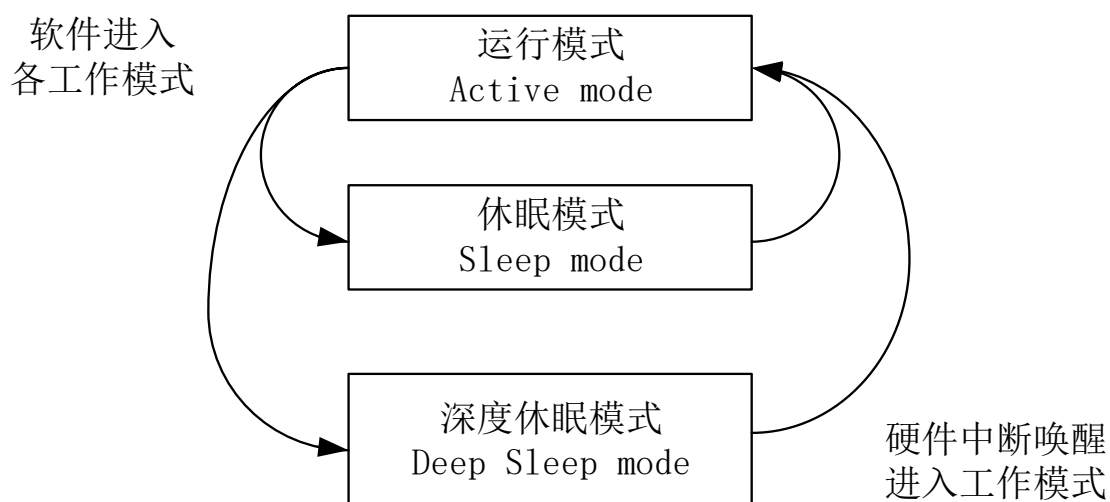 软件进入
各工作模式
运行模式
Active mode
休眠模式
Sleep mode
深度休眠模式
Deep Sleep mode
硬件中断唤醒
进入工作模式